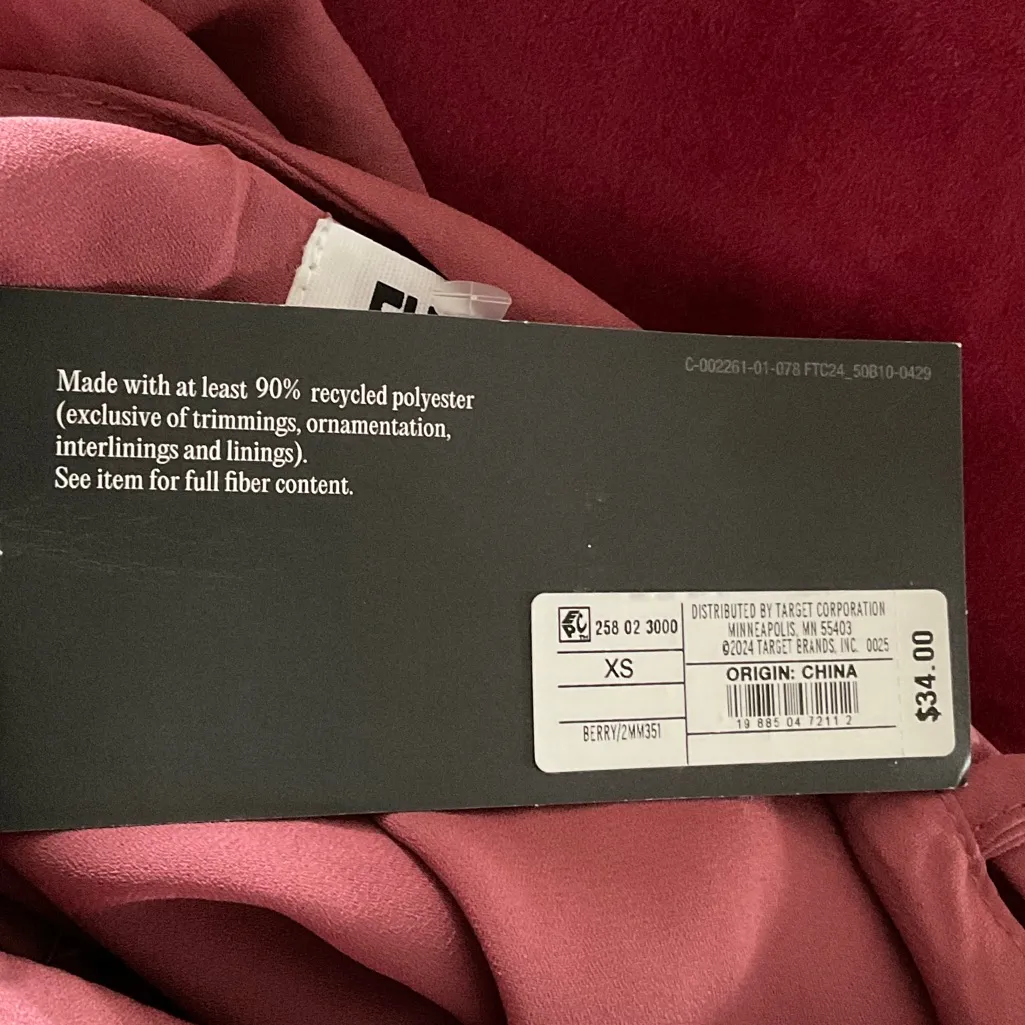 C-002261-01-078 FTC24_50B10-0429
Made with at least 90% recycled polyester
(exclusive of trimmings, ornamentation,
interlinings and linings).
See item for full fiber content.
EPC 258 02 3000
XS
BERRY/2MM351
DISTRIBUTED BY TARGET CORPORATION
MINNEAPOLIS, MN 55403
©2024 TARGET BRANDS, INC. 0025
ORIGIN: CHINA
19 885 04 7211 2
$34.00